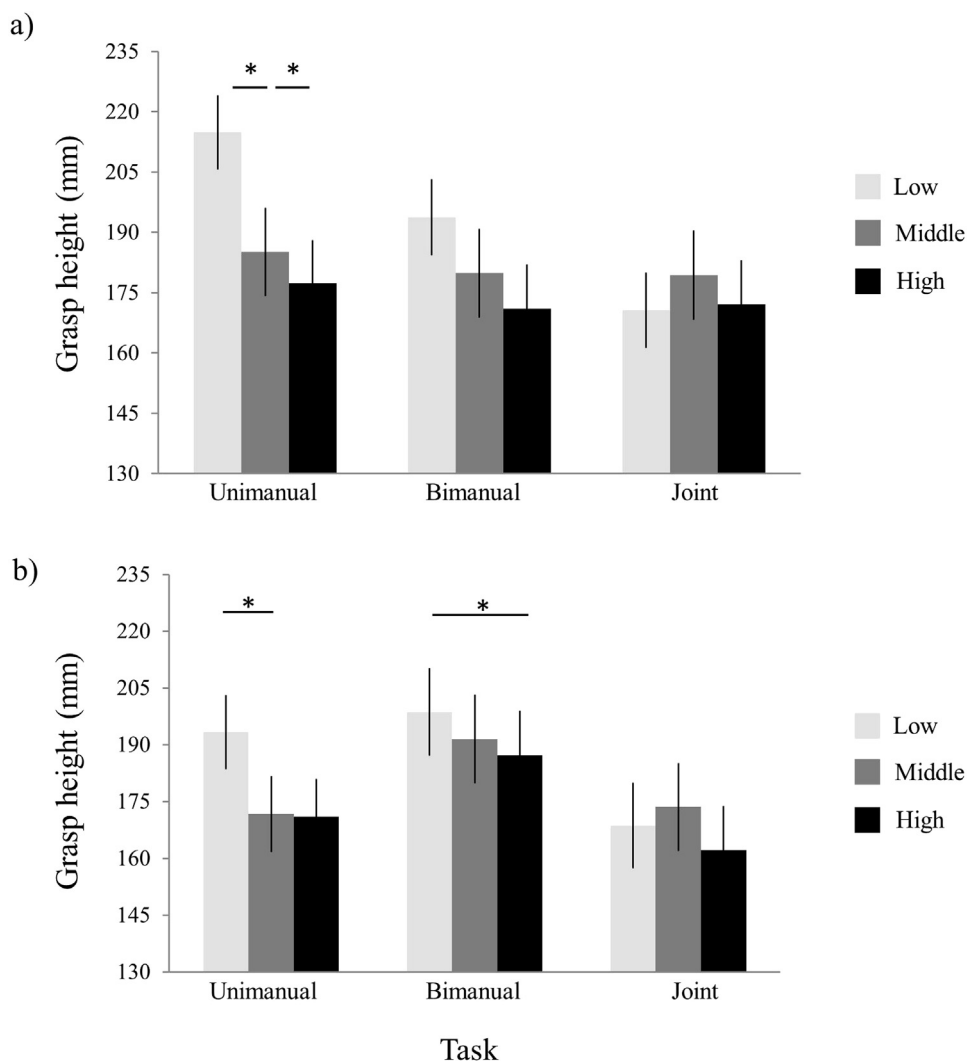 a)
Grasp height (mm)
235
220
205
190
175
160
145
130
* *
Unimanual Bimanual Joint
Low
Middle
High
b)
Grasp height (mm)
235
220
205
190
175
160
145
130
* *
Unimanual Bimanual Joint
Low
Middle
High
Task